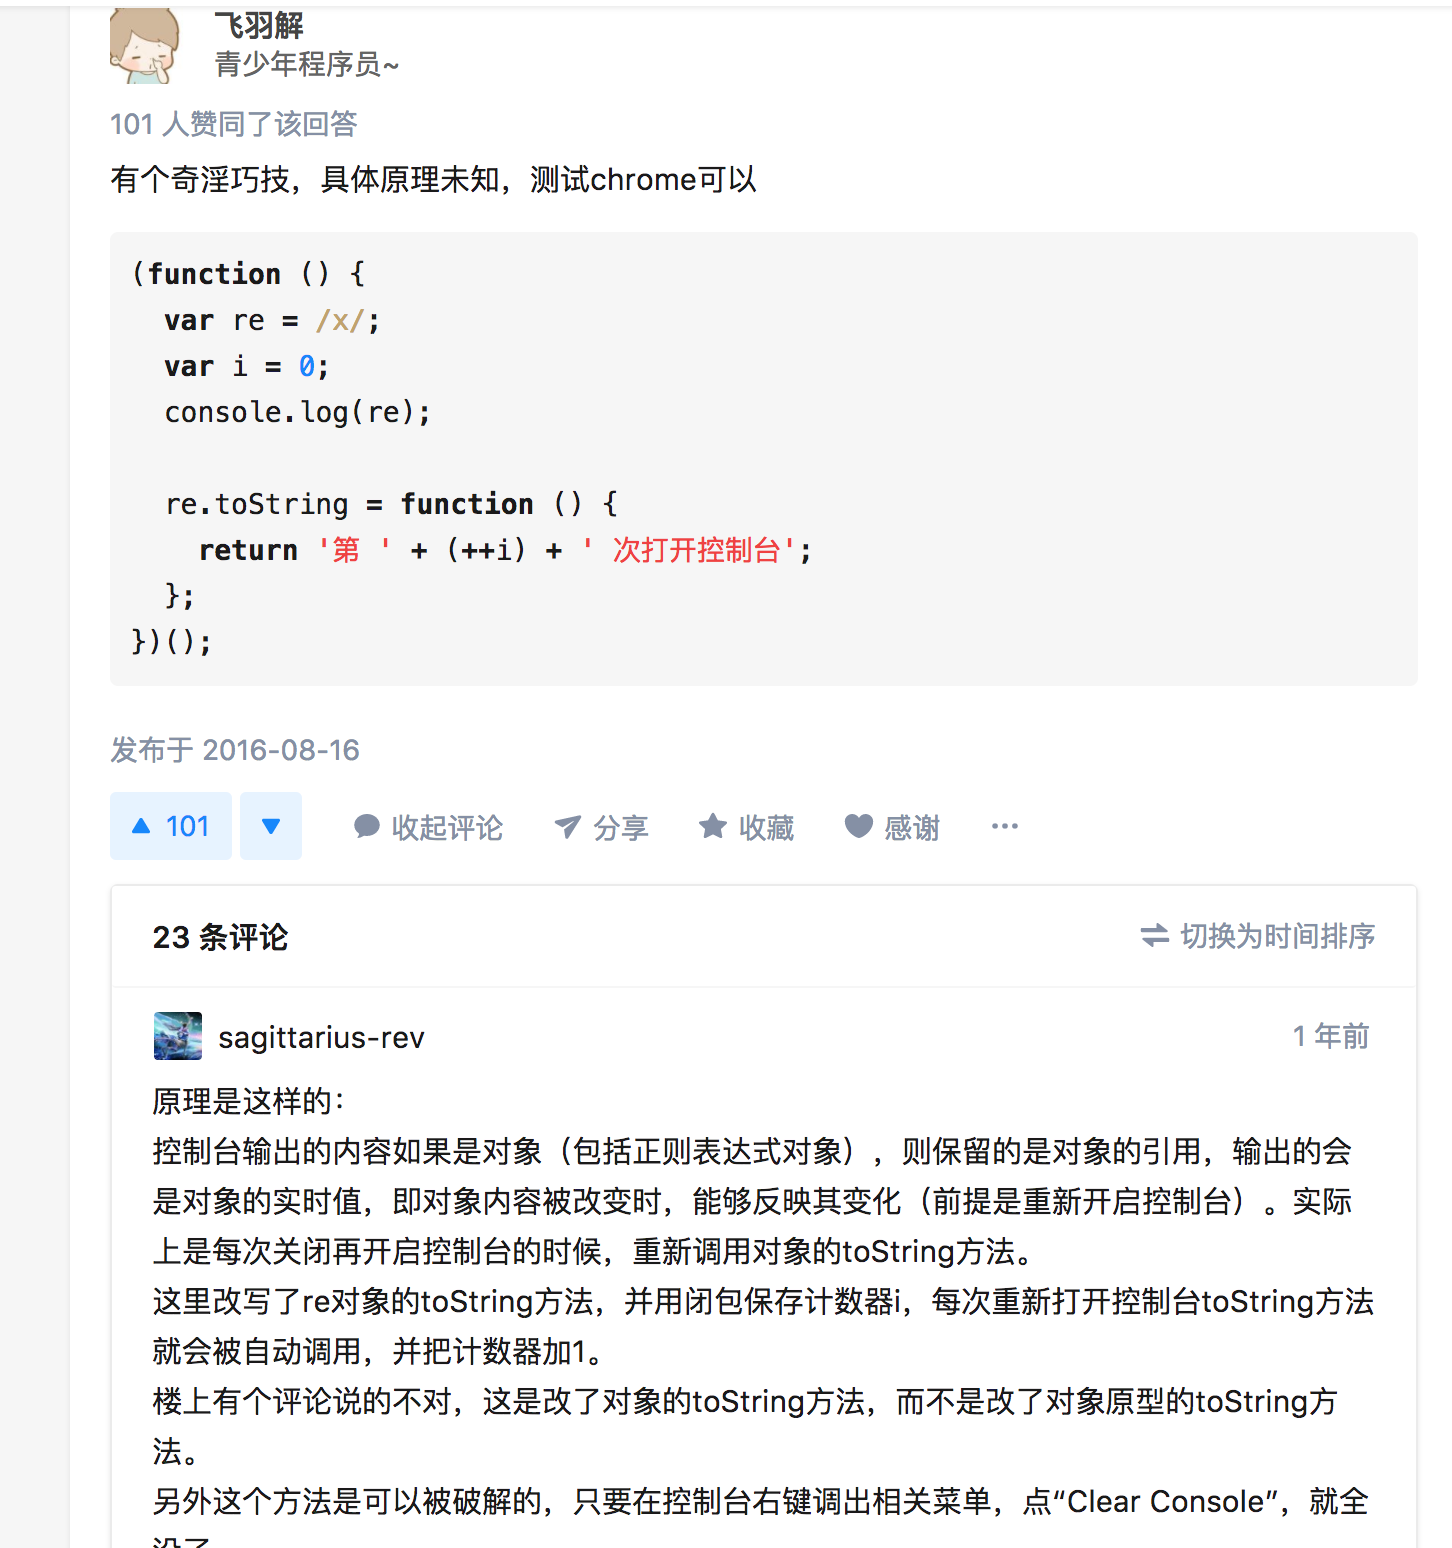 飞羽解
青少年程序员~
101 人赞同了该回答
有个奇淫巧技，具体原理未知，测试chrome可以
(function () {
  var re = /x/;
  var i = 0;
  console.log(re);
  re.toString = function () {
    return '第 ' + (++i) + ' 次打开控制台';
  };
})();
发布于 2016-08-16
101 收起评论 分享 收藏 感谢 ···
23 条评论 切换为时间排序
sagittarius-rev 1 年前
原理是这样的：
控制台输出的内容如果是对象（包括正则表达式对象），则保留的是对象的引用，输出的会
是对象的实时值，即对象内容被改变时，能够反映其变化（前提是重新开启控制台）。实际
上是每次关闭再开启控制台的时候，重新调用对象的toString方法。
这里改写了re对象的toString方法，并用闭包保存计数器i，每次重新打开控制台toString方法
就会被自动调用，并把计数器加1。
楼上有个评论说的不对，这是改了对象的toString方法，而不是改了对象原型的toString方
法。
另外这个方法是可以被破解的，只要在控制台右键调出相关菜单，点“Clear Console”，就全